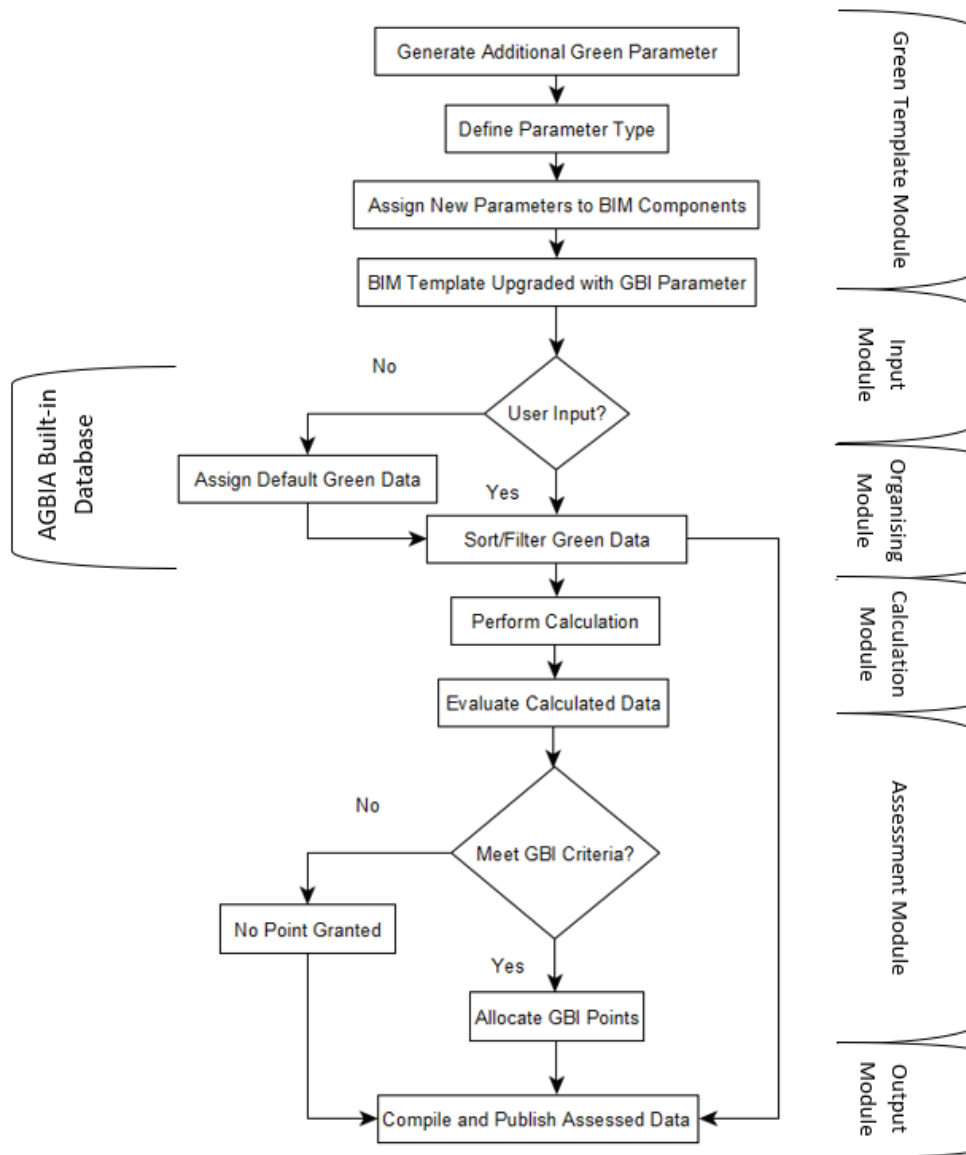 Generate Additional Green Parameter
Define Parameter Type
Assign New Parameters to BIM Components
BIM Template Upgraded with GBI Parameter
No
User Input?
Assign Default Green Data
Yes
Sort/Filter Green Data
Perform Calculation
Evaluate Calculated Data
No
Meet GBI Criteria?
No Point Granted
Yes
Allocate GBI Points
Compile and Publish Assessed Data
AGBIA Built-in
Database
Green Template Module
Input
Module
Organising
Module
Calculation
Module
Assessment Module
Output
Module